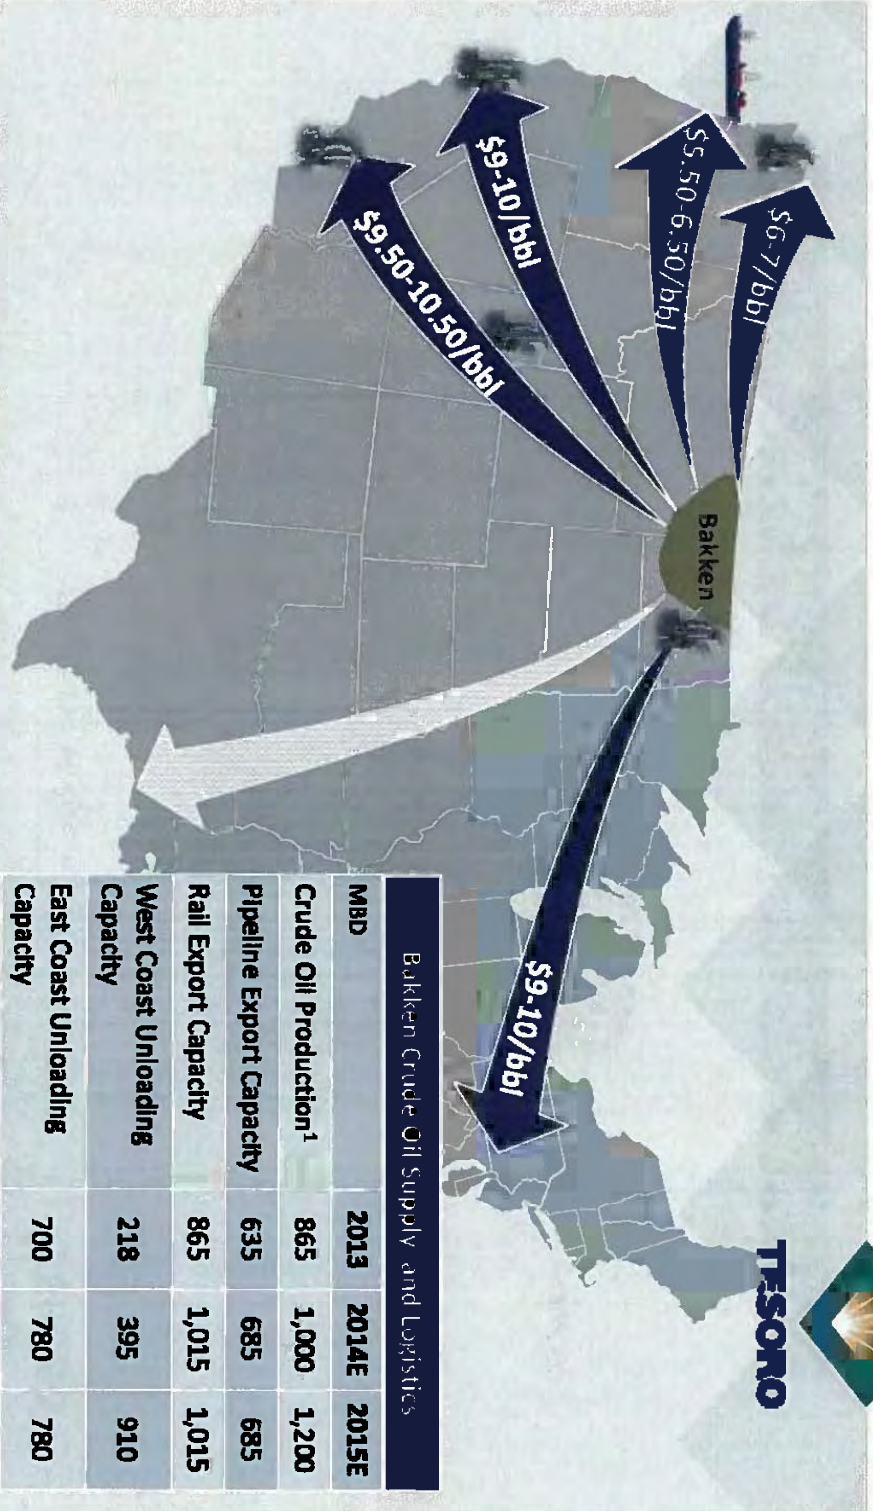 TESORO
$6-7/bbl
$5.50-6.50/bbl
$9-10/bbl
$9.50-10.50/bbl
Bakken
$9-10/bbl
Bakken Crude Oil Supply and Logistics
MBD 2013 2014E 2015E
Crude Oil Production¹ 865 1,000 1,200
Pipeline Export Capacity 635 685 685
Rail Export Capacity 865 1,015 1,015
West Coast Unloading
Capacity 218 395 910
East Coast Unloading
Capacity 700 780 780